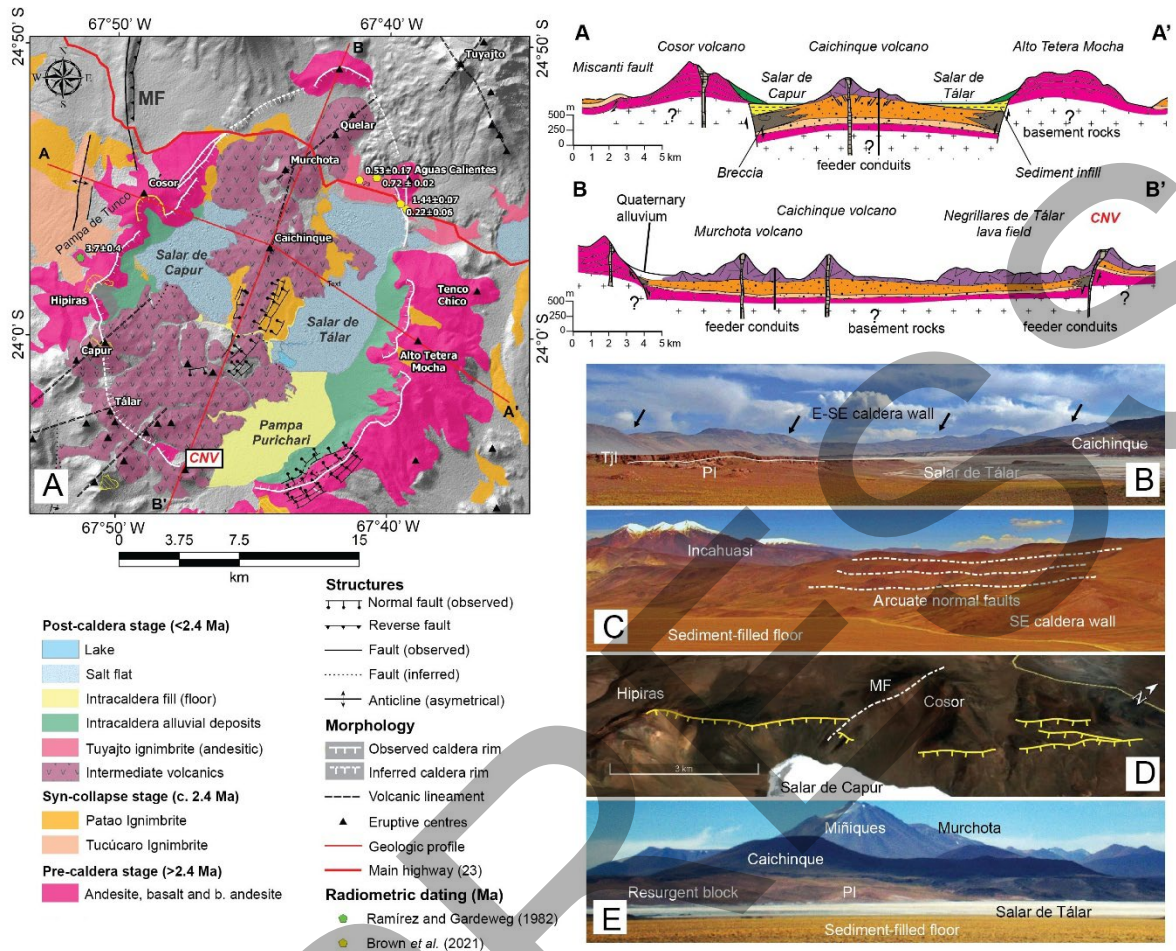 67°50' W
67°40' W
24°50' S
24°50' S
24°0' S
24°0' S
N
W E
S
MF
B
Tuyajto
Quelar
A
Murchota
0.53±0.17 Aguas Calientes
0.72 ± 0.02
Cosor
1.44±0.07
0.22±0.06
Pampa de Tunco
3.7±0.4
Salar de
Capur
Caichinque
Text
Tenco
Chico
Hipiras
Salar de
Tálar
Capur
Alto Tetera
Mocha
Tálar
A'
Pampa
Purichari
CNV
A
B'
67°50' W
67°40' W
0 3.75 7.5 15
km
Post-caldera stage (<2.4 Ma)
Lake
Salt flat
Intracaldera fill (floor)
Intracaldera alluvial deposits
Tuyajto ignimbrite (andesitic)
Intermediate volcanics
Syn-collapse stage (c. 2.4 Ma)
Patao Ignimbrite
Tucúcaro Ignimbrite
Pre-caldera stage (>2.4 Ma)
Andesite, basalt and b. andesite
Structures
Normal fault (observed)
Reverse fault
Fault (observed)
Fault (inferred)
Anticline (asymetrical)
Morphology
Observed caldera rim
Inferred caldera rim
Volcanic lineament
Eruptive centres
Geologic profile
Main highway (23)
Radiometric dating (Ma)
Ramírez and Gardeweg (1982)
Brown et al. (2021)
A A'
Cosor volcano Caichinque volcano Alto Tetera Mocha
Miscanti fault
Salar de
Capur
Salar de
Tálar
m
500
250
0
0 1 2 3 4 5 km
?
?
?
basement rocks
feeder conduits
Breccia
Sediment infill
B B'
Quaternary
alluvium
Caichinque volcano
Negrillares de Tálar
lava field
CNV
Murchota volcano
m
500
250
0
0 1 2 3 4 5 km
?
?
?
?
feeder conduits
basement rocks
feeder conduits
E-SE caldera wall
Caichinque
Tjl
PI
Salar de Tálar
B
Incahuasi
Arcuate normal faults
SE caldera wall
Sediment-filled floor
C
Hipiras
MF
Cosor
N
3 km
Salar de Capur
D
Miñiques
Murchota
Caichinque
Resurgent block
PI
Salar de Tálar
Sediment-filled floor
E